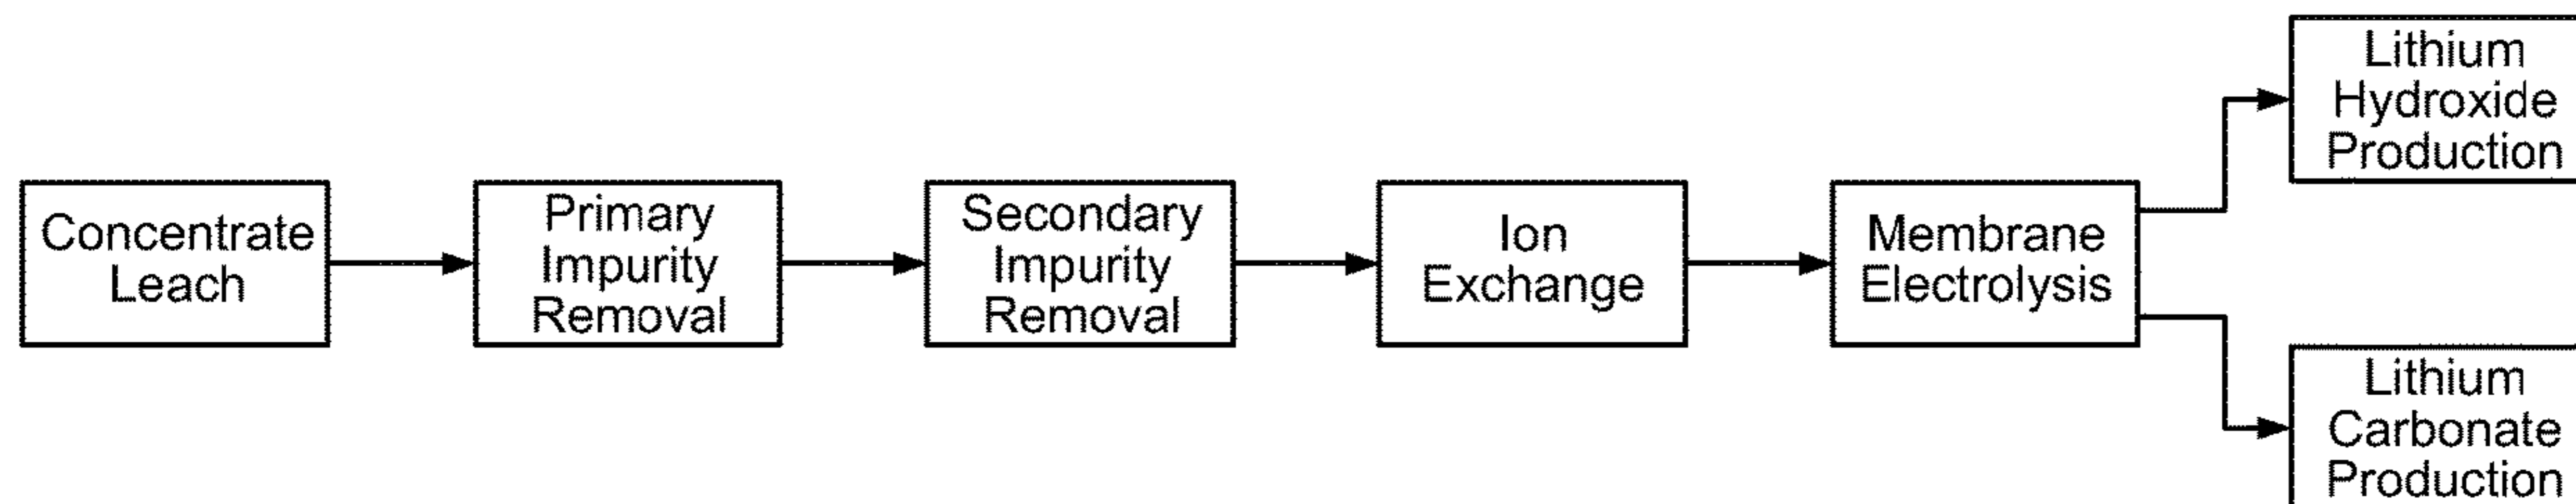 Concentrate
Leach
Primary
Impurity
Removal
Secondary
Impurity
Removal
Ion
Exchange
Membrane
Electrolysis
Lithium
Hydroxide
Production
Lithium
Carbonate
Production